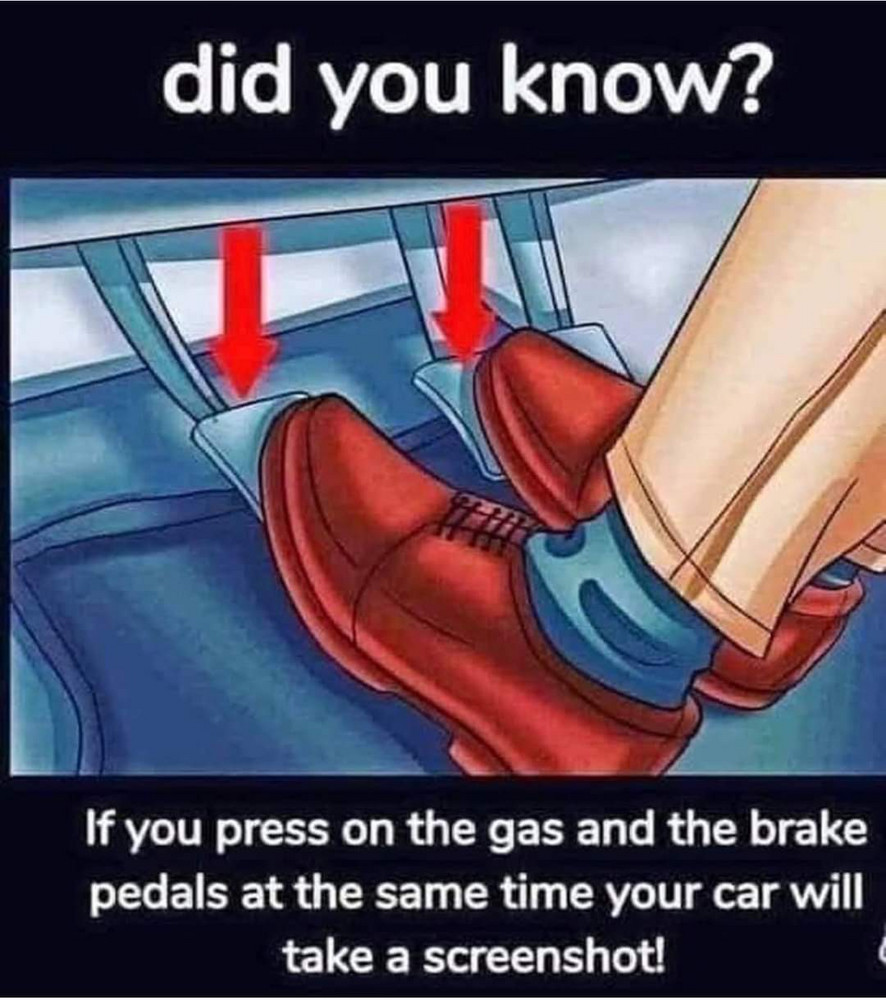 did you know?
If you press on the gas and the brake
pedals at the same time your car will
take a screenshot!